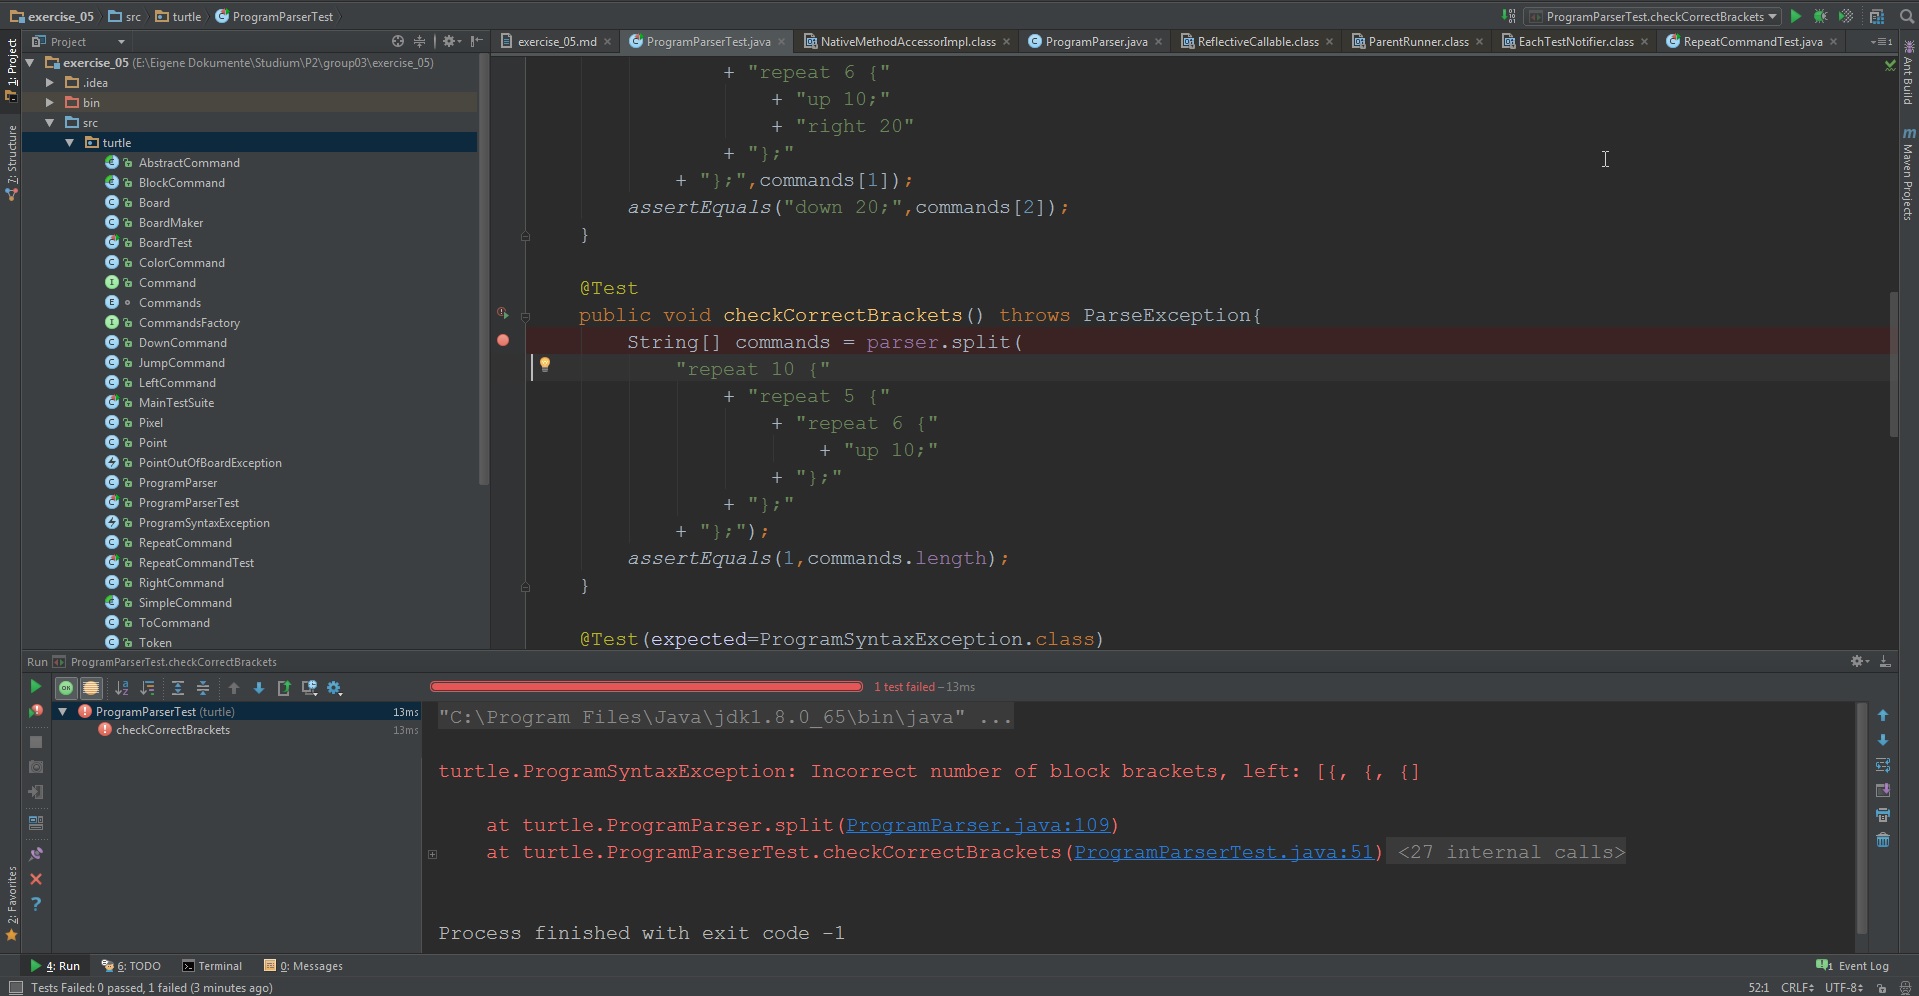 exercise_05 src turtle ProgramParserTest
ProgramParserTest.checkCorrectBrackets
Project
exercise_05.md ProgramParserTest.java NativeMethodAccessorImpl.class ProgramParser.java ReflectiveCallable.class ParentRunner.class EachTestNotifier.class RepeatCommandTest.java
1: Project
7: Structure
2: Favorites
Ant Build
Maven Projects
exercise_05 (E:\Eigene Dokumente\Studium\P2\group03\exercise_05)
.idea
bin
src
turtle
AbstractCommand
BlockCommand
Board
BoardMaker
BoardTest
ColorCommand
Command
Commands
CommandsFactory
DownCommand
JumpCommand
LeftCommand
MainTestSuite
Pixel
Point
PointOutOfBoardException
ProgramParser
ProgramParserTest
ProgramSyntaxException
RepeatCommand
RepeatCommandTest
RightCommand
SimpleCommand
ToCommand
Token
+ "repeat 6 {"
+ "up 10;"
+ "right 20"
+ "};"
+ "};",commands[1]);
assertEquals("down 20;",commands[2]);
}
@Test
public void checkCorrectBrackets() throws ParseException{
String[] commands = parser.split(
"repeat 10 {"
+ "repeat 5 {"
+ "repeat 6 {"
+ "up 10;"
+ "};"
+ "};"
+ "};");
assertEquals(1,commands.length);
}
@Test(expected=ProgramSyntaxException.class)
Run ProgramParserTest.checkCorrectBrackets
1 test failed – 13ms
ProgramParserTest (turtle) 13ms
checkCorrectBrackets 13ms
"C:\Program Files\Java\jdk1.8.0_65\bin\java" ...
turtle.ProgramSyntaxException: Incorrect number of block brackets, left: [{, {, {]
at turtle.ProgramParser.split(ProgramParser.java:109)
at turtle.ProgramParserTest.checkCorrectBrackets(ProgramParserTest.java:51) <27 internal calls>
Process finished with exit code -1
4: Run 6: TODO Terminal 0: Messages 1 Event Log
Tests Failed: 0 passed, 1 failed (3 minutes ago) 52:1 CRLF UTF-8